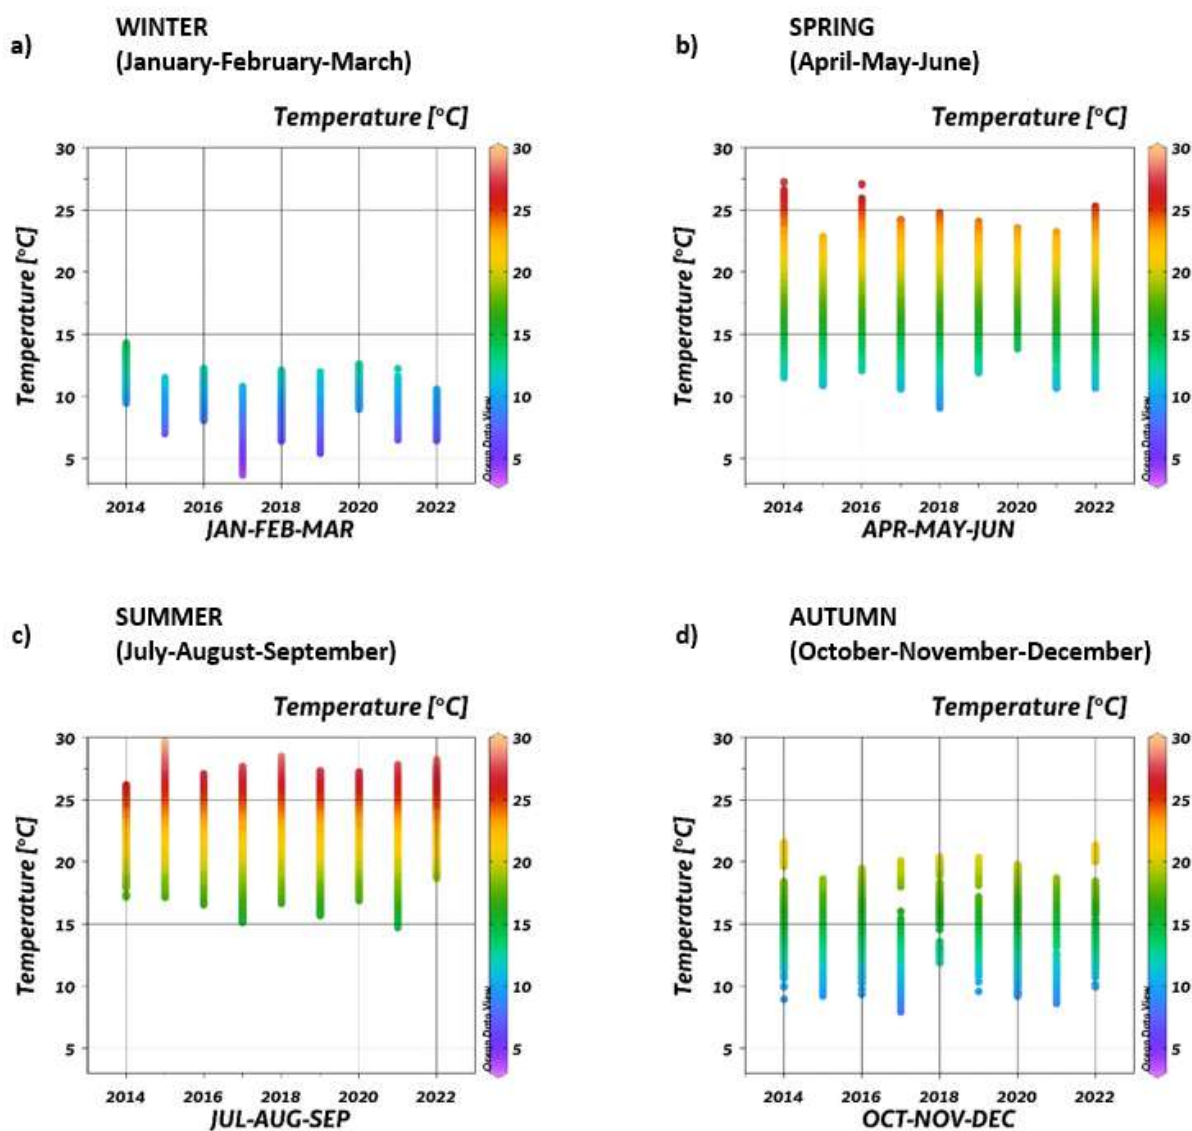 a)
WINTER
(January-February-March)
Temperature [°C]
Temperature [°C]
30
25
20
15
10
5
2014 2016 2018 2020 2022
JAN-FEB-MAR
30
25
20
15
10
5
Ocean Data View
b)
SPRING
(April-May-June)
Temperature [°C]
Temperature [°C]
30
25
20
15
10
5
2014 2016 2018 2020 2022
APR-MAY-JUN
30
25
20
15
10
5
Ocean Data View
c)
SUMMER
(July-August-September)
Temperature [°C]
Temperature [°C]
30
25
20
15
10
5
2014 2016 2018 2020 2022
JUL-AUG-SEP
30
25
20
15
10
5
Ocean Data View
d)
AUTUMN
(October-November-December)
Temperature [°C]
Temperature [°C]
30
25
20
15
10
5
2014 2016 2018 2020 2022
OCT-NOV-DEC
30
25
20
15
10
5
Ocean Data View